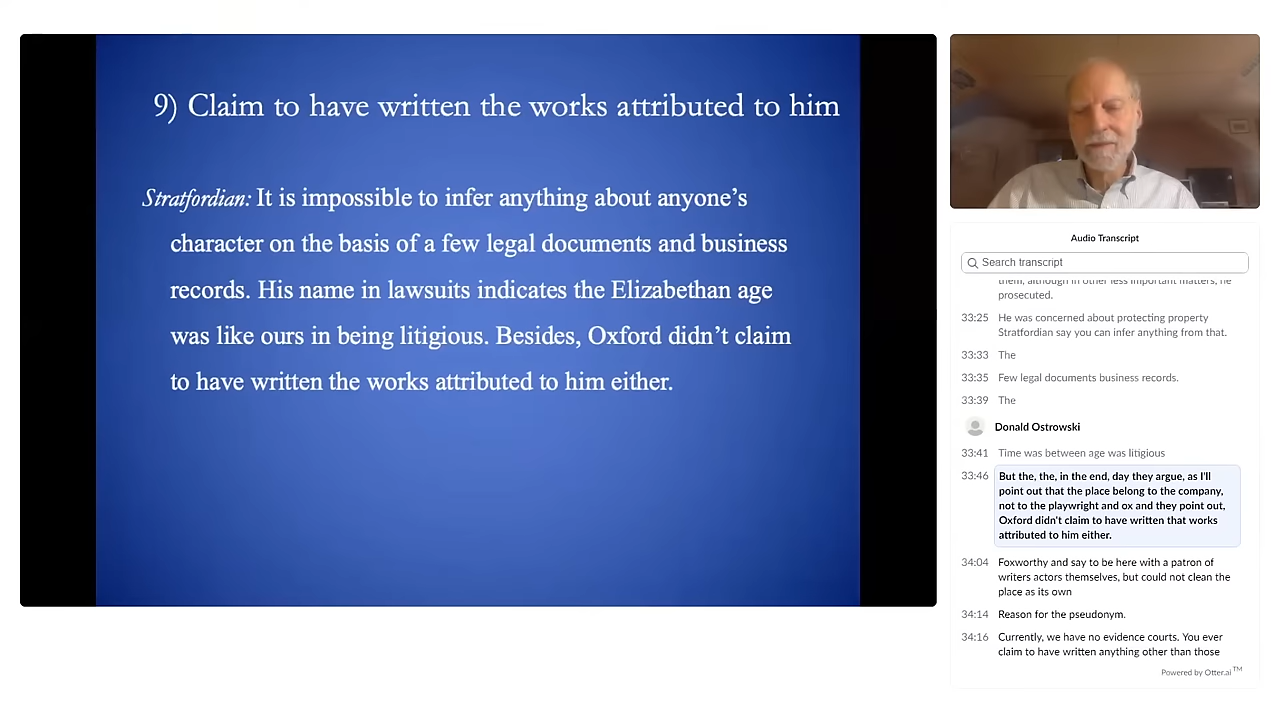 9) Claim to have written the works attributed to him
Stratfordian: It is impossible to infer anything about anyone's
character on the basis of a few legal documents and business
records. His name in lawsuits indicates the Elizabethan age
was like ours in being litigious. Besides, Oxford didn't claim
to have written the works attributed to him either.
Audio Transcript
Search transcript
them, although in other less important matters, he
prosecuted.
33:25 He was concerned about protecting property
Stratfordian say you can infer anything from that.
33:33 The
33:35 Few legal documents business records.
33:39 The
Donald Ostrowski
33:41 Time was between age was litigious
33:46 But the, the, in the end, day they argue, as I'll
point out that the place belong to the company,
not to the playwright and ox and they point out,
Oxford didn't claim to have written that works
attributed to him either.
34:04 Foxworthy and say to be here with a patron of
writers actors themselves, but could not clean the
place as its own
34:14 Reason for the pseudonym.
34:16 Currently, we have no evidence courts. You ever
claim to have written anything other than those
Powered by Otter.ai TM